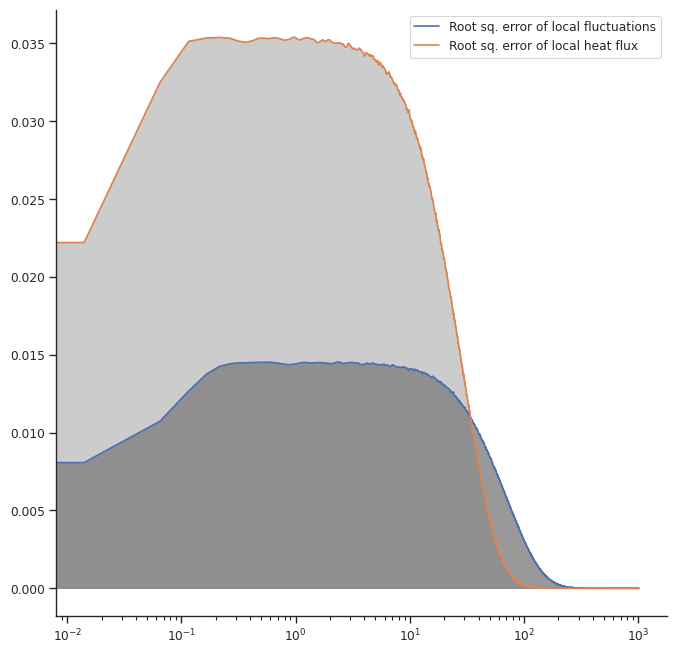 Root sq. error of local fluctuations
Root sq. error of local heat flux
0.035
0.030
0.025
0.020
0.015
0.010
0.005
0.000
10⁻² 10⁻¹ 10⁰ 10¹ 10² 10³